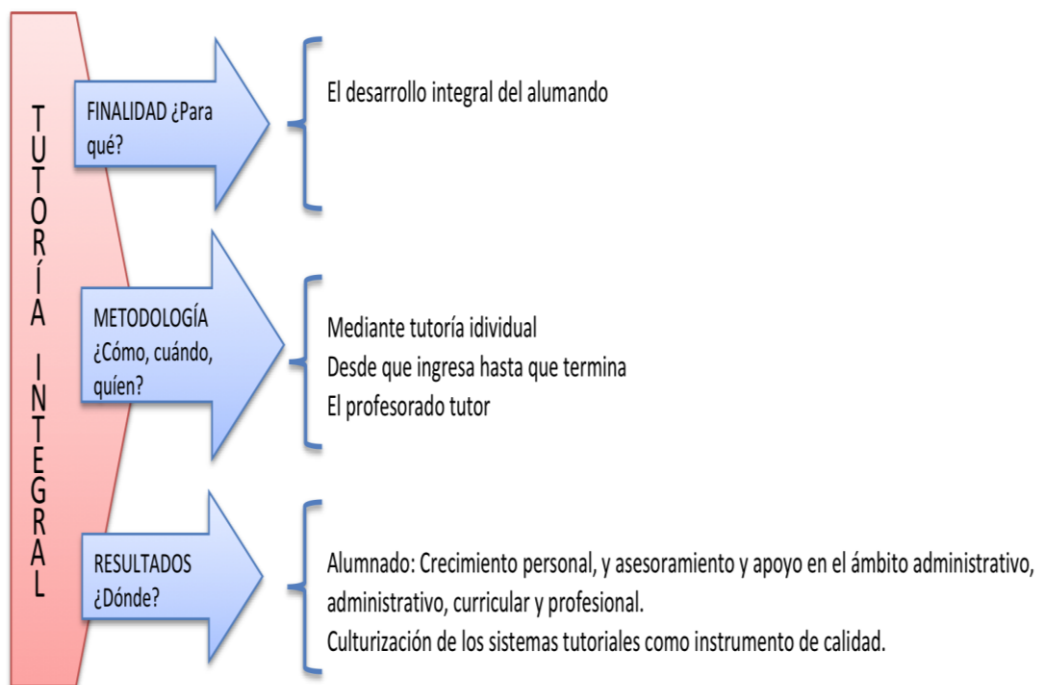 TUTORÍA INTEGRAL
FINALIDAD ¿Para
qué?
El desarrollo integral del alumando
METODOLOGÍA
¿Cómo, cuándo,
quíen?
Mediante tutoría idividual
Desde que ingresa hasta que termina
El profesorado tutor
RESULTADOS
¿Dónde?
Alumnado: Crecimiento personal, y asesoramiento y apoyo en el ámbito administrativo,
administrativo, curricular y profesional.
Culturización de los sistemas tutoriales como instrumento de calidad.